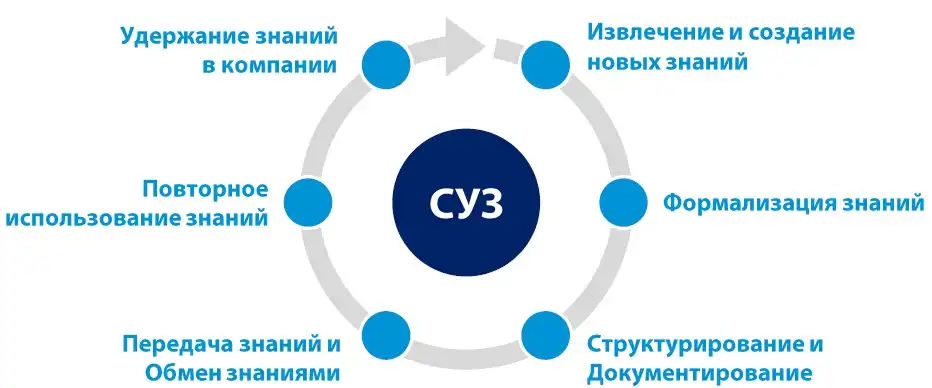 Удержание знаний
в компании
Извлечение и создание
новых знаний
Повторное
использование знаний
СУЗ
Формализация знаний
Передача знаний и
Обмен знаниями
Структурирование и
Документирование